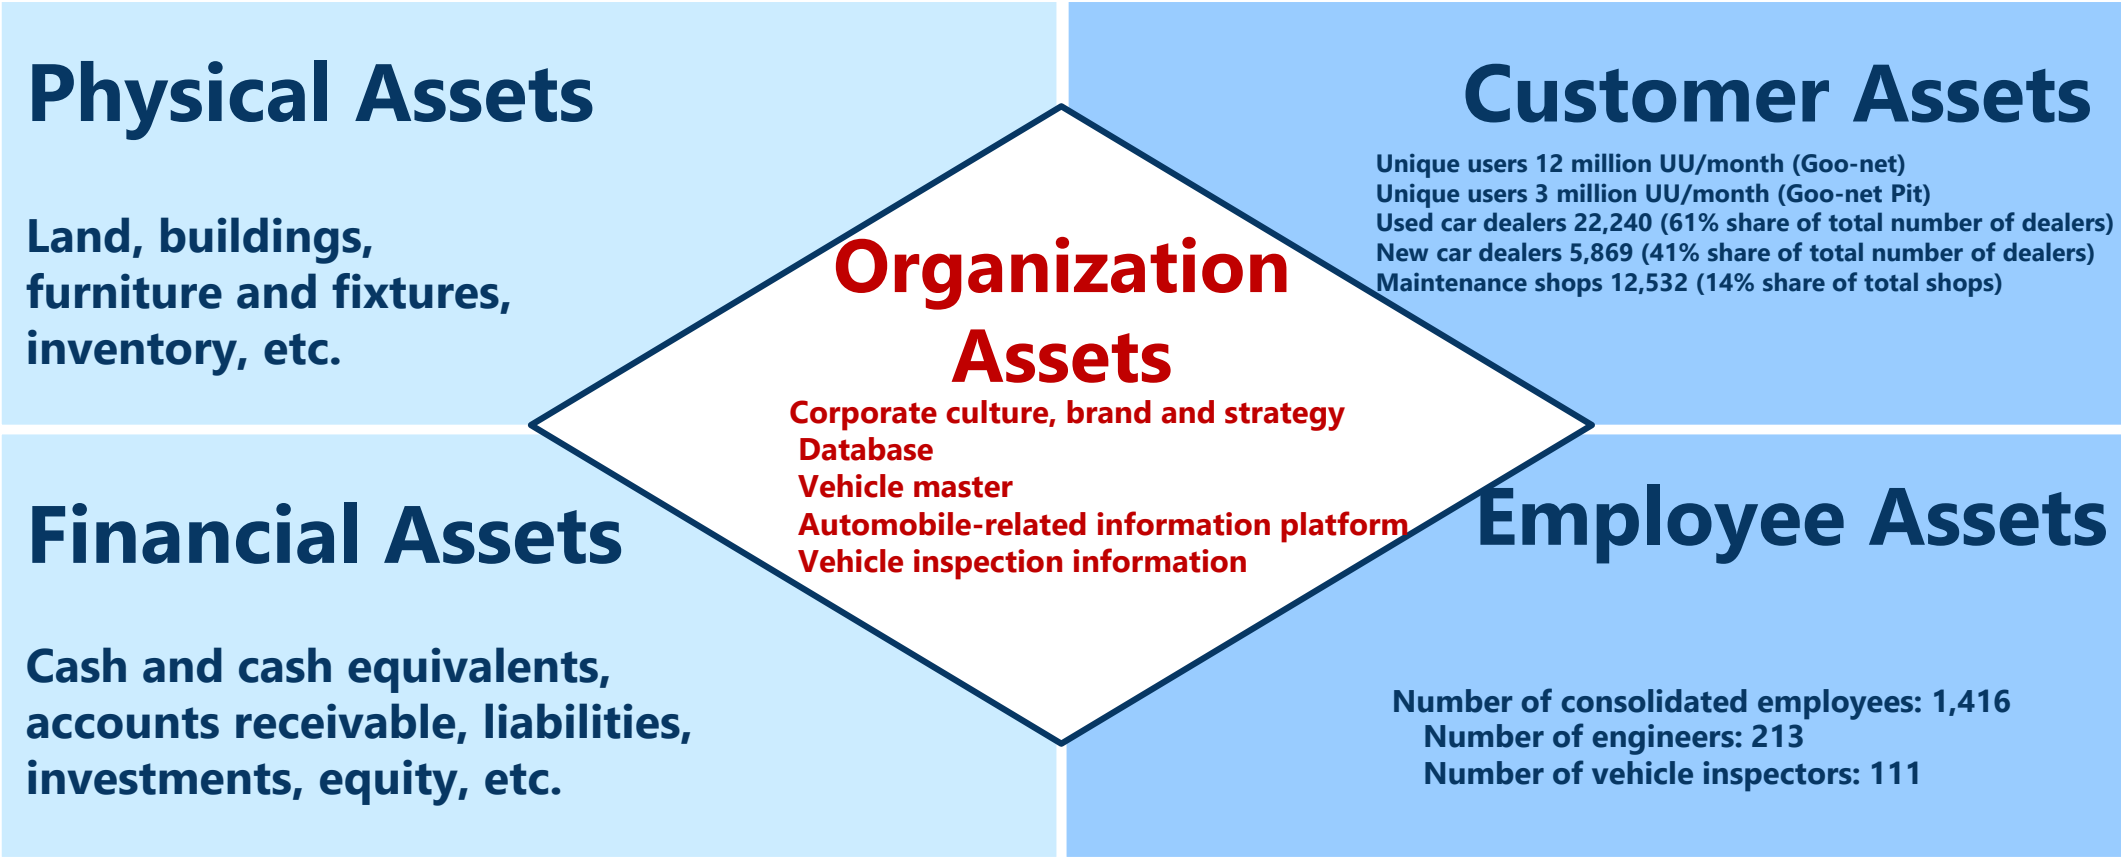 Physical Assets
Land, buildings,
furniture and fixtures,
inventory, etc.
Customer Assets
Unique users 12 million UU/month (Goo-net)
Unique users 3 million UU/month (Goo-net Pit)
Used car dealers 22,240 (61% share of total number of dealers)
New car dealers 5,869 (41% share of total number of dealers)
Maintenance shops 12,532 (14% share of total shops)
Organization
Assets
Corporate culture, brand and strategy
Database
Vehicle master
Automobile-related information platform
Vehicle inspection information
Financial Assets
Cash and cash equivalents,
accounts receivable, liabilities,
investments, equity, etc.
Employee Assets
Number of consolidated employees: 1,416
Number of engineers: 213
Number of vehicle inspectors: 111